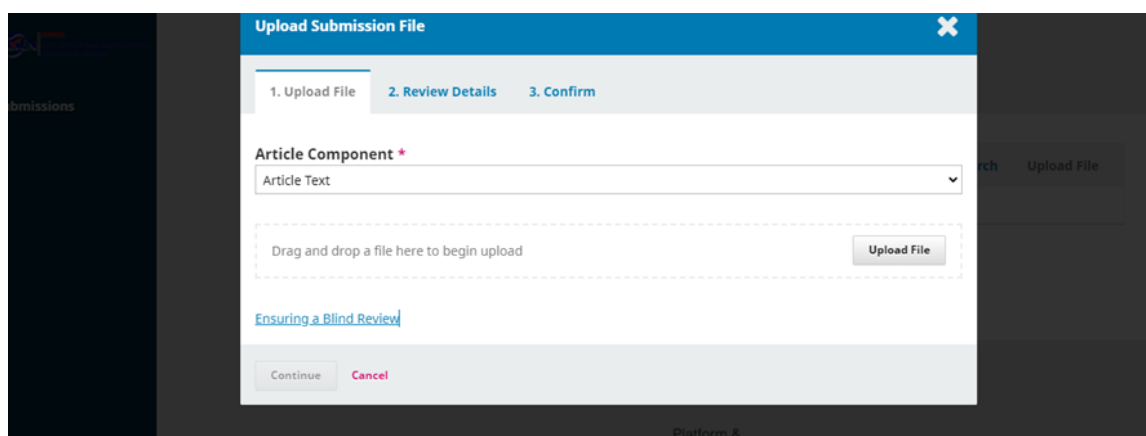 Upload Submission File
1. Upload File 2. Review Details 3. Confirm
Article Component *
Article Text
Drag and drop a file here to begin upload
Upload File
Ensuring a Blind Review
Continue Cancel
bmissions
rch Upload File
Platform &